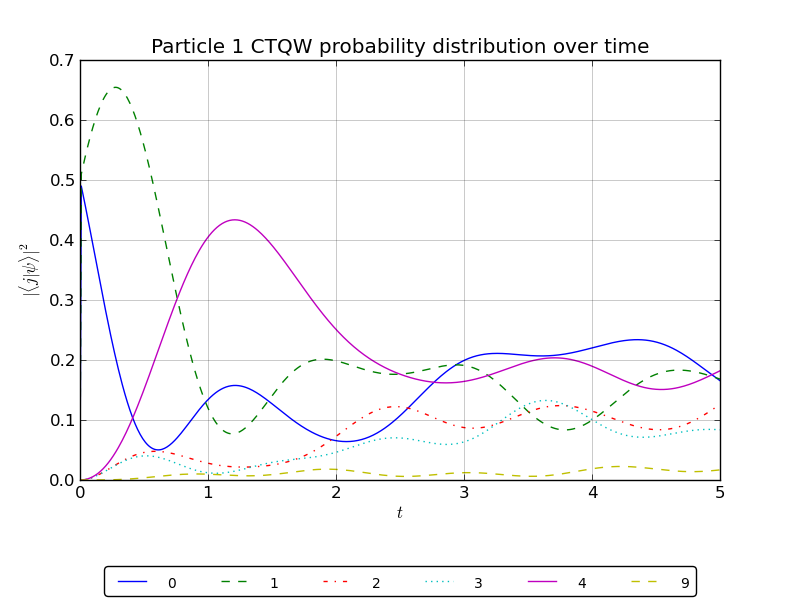 Particle 1 CTQW probability distribution over time
0.7
0.6
0.5
0.4
0.3
0.2
0.1
0.0
|⟨j|ψ⟩|²
0 1 2 3 4 5
t
0 1 2 3 4 9